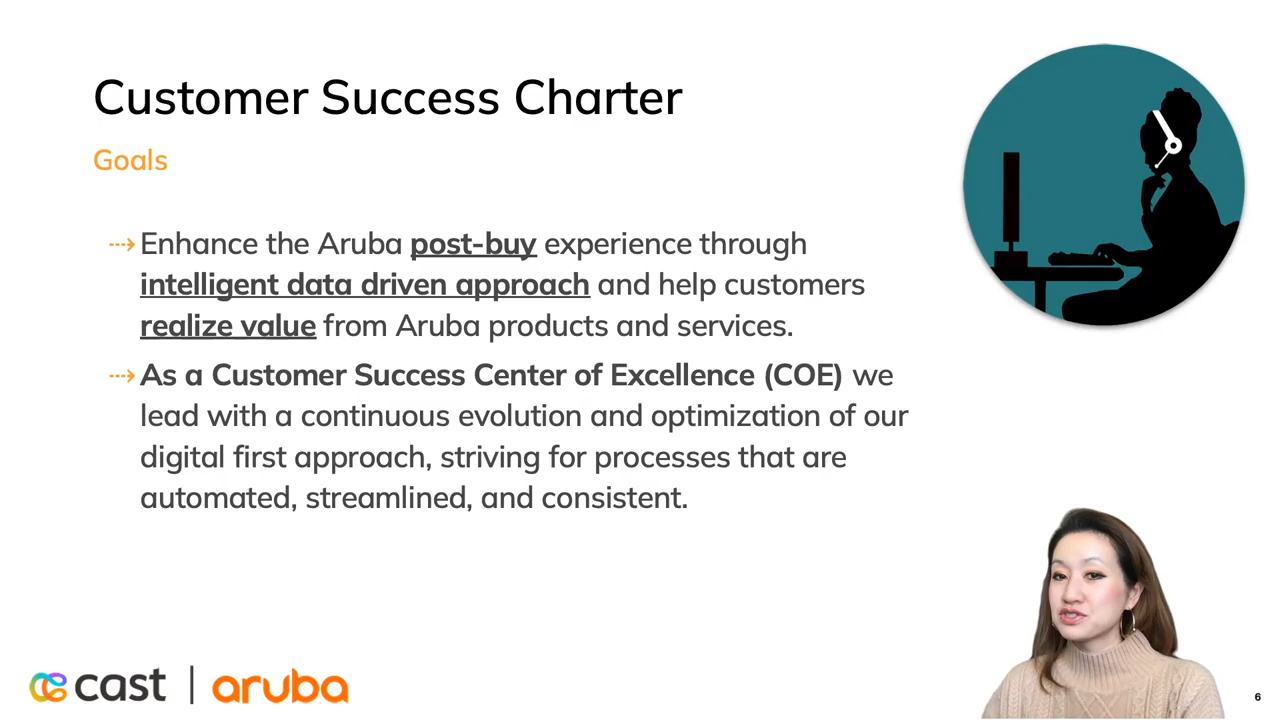 Customer Success Charter
Goals
⇢ Enhance the Aruba post-buy experience through
intelligent data driven approach and help customers
realize value from Aruba products and services.
⇢ As a Customer Success Center of Excellence (COE) we
lead with a continuous evolution and optimization of our
digital first approach, striving for processes that are
automated, streamlined, and consistent.
cast | aruba
6